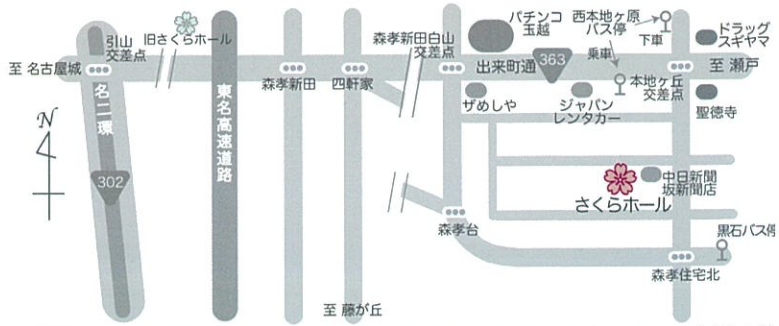 パチンコ
玉越
西本地ヶ原
バス停
下車
ドラッグ
スギヤマ
引山
交差点
旧さくらホール
森孝新田白山
交差点
363
乗車
至 名古屋城
森孝新田
四軒家
出来町通
至 瀬戸
本地ヶ丘
交差点
ざめしや
ジャパン
レンタカー
聖徳寺
名二環
東名高速道路
N
302
中日新聞
坂新聞店
さくらホール
森孝台
黒石バス停
森孝住宅北
至 藤が丘